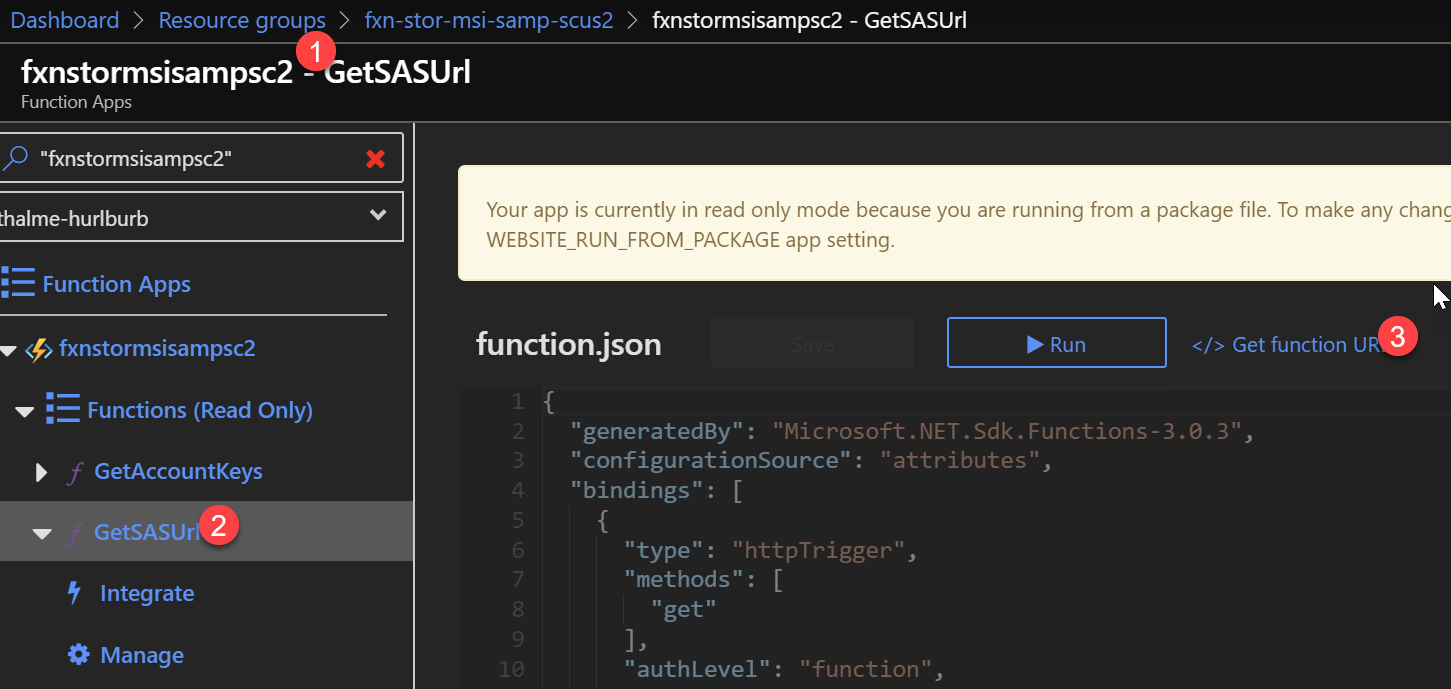 Dashboard > Resource groups > fxn-stor-msi-samp-scus2 > fxnstormsisampsc2 - GetSASUrl
1
fxnstormsisampsc2 - GetSASUrl
Function Apps
"fxnstormsisampsc2"
thalme-hurlburb
Function Apps
fxnstormsisampsc2
Functions (Read Only)
GetAccountKeys
GetSASUrl
2
Integrate
Manage
Your app is currently in read only mode because you are running from a package file. To make any chang
WEBSITE_RUN_FROM_PACKAGE app setting.
function.json
Save
Run
</> Get function UR
3
1 {
2 "generatedBy": "Microsoft.NET.Sdk.Functions-3.0.3",
3 "configurationSource": "attributes",
4 "bindings": [
5 {
6 "type": "httpTrigger",
7 "methods": [
8 "get"
9 ],
10 "authLevel": "function",